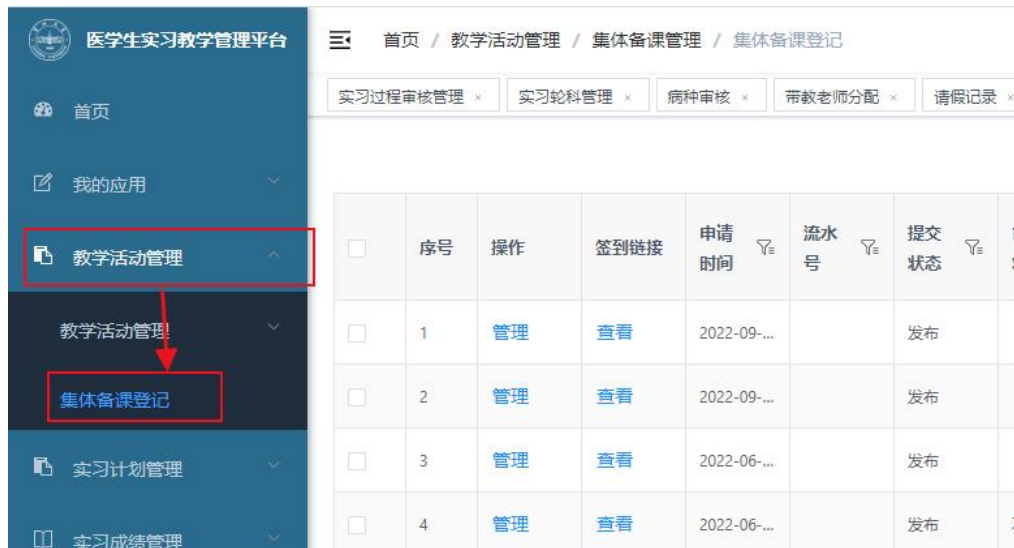 医学生实习教学管理平台
首页 / 教学活动管理 / 集体备课管理 / 集体备课登记
实习过程审核管理 × 实习轮科管理 × 病种审核 × 带教老师分配 × 请假记录 ×
首页
我的应用
教学活动管理
教学活动管理
集体备课登记
实习计划管理
实习成绩管理
序号 操作 签到链接 申请时间 流水号 提交状态
1 管理 查看 2022-09-... 发布
2 管理 查看 2022-09-... 发布
3 管理 查看 2022-06-... 发布
4 管理 查看 2022-06-... 发布